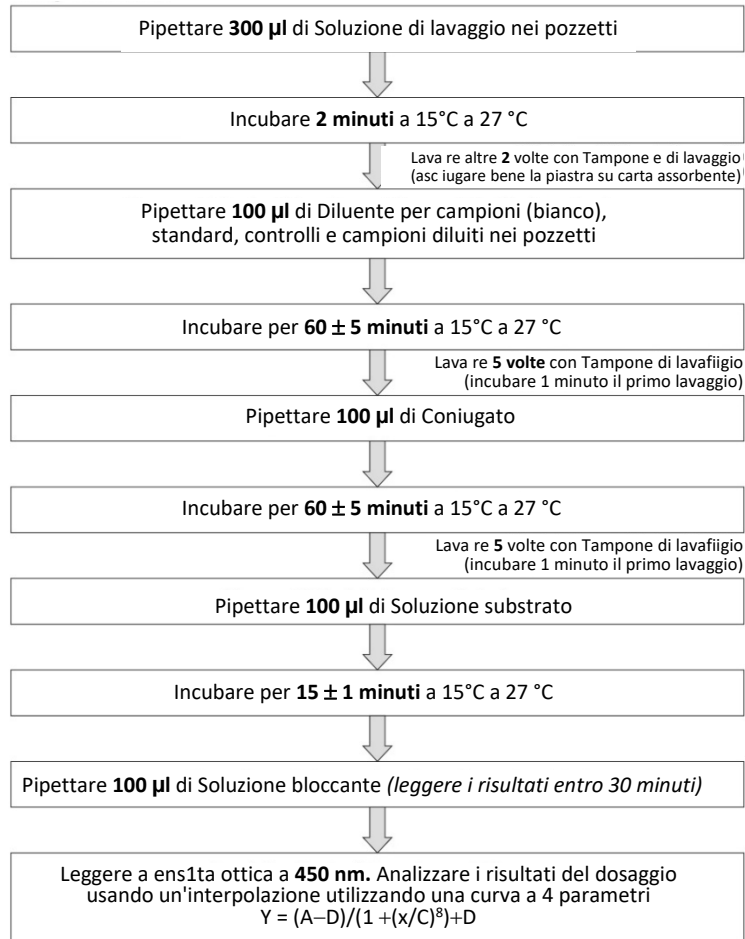 Pipettare 300 µl di Soluzione di lavaggio nei pozzetti
Incubare 2 minuti a 15°C a 27 °C
Lava re altre 2 volte con Tampone e di lavaggio
(asc iugare bene la piastra su carta assorbente)
Pipettare 100 µl di Diluente per campioni (bianco),
standard, controlli e campioni diluiti nei pozzetti
Incubare per 60 ± 5 minuti a 15°C a 27 °C
Lava re 5 volte con Tampone di lavafiigio
(incubare 1 minuto il primo lavaggio)
Pipettare 100 µl di Coniugato
Incubare per 60 ± 5 minuti a 15°C a 27 °C
Lava re 5 volte con Tampone di lavafiigio
(incubare 1 minuto il primo lavaggio)
Pipettare 100 µl di Soluzione substrato
Incubare per 15 ± 1 minuti a 15°C a 27 °C
Pipettare 100 µl di Soluzione bloccante (leggere i risultati entro 30 minuti)
Leggere a ens1ta ottica a 450 nm. Analizzare i risultati del dosaggio
usando un'interpolazione utilizzando una curva a 4 parametri
Y = (A–D)/(1 +(x/C)⁸)+D